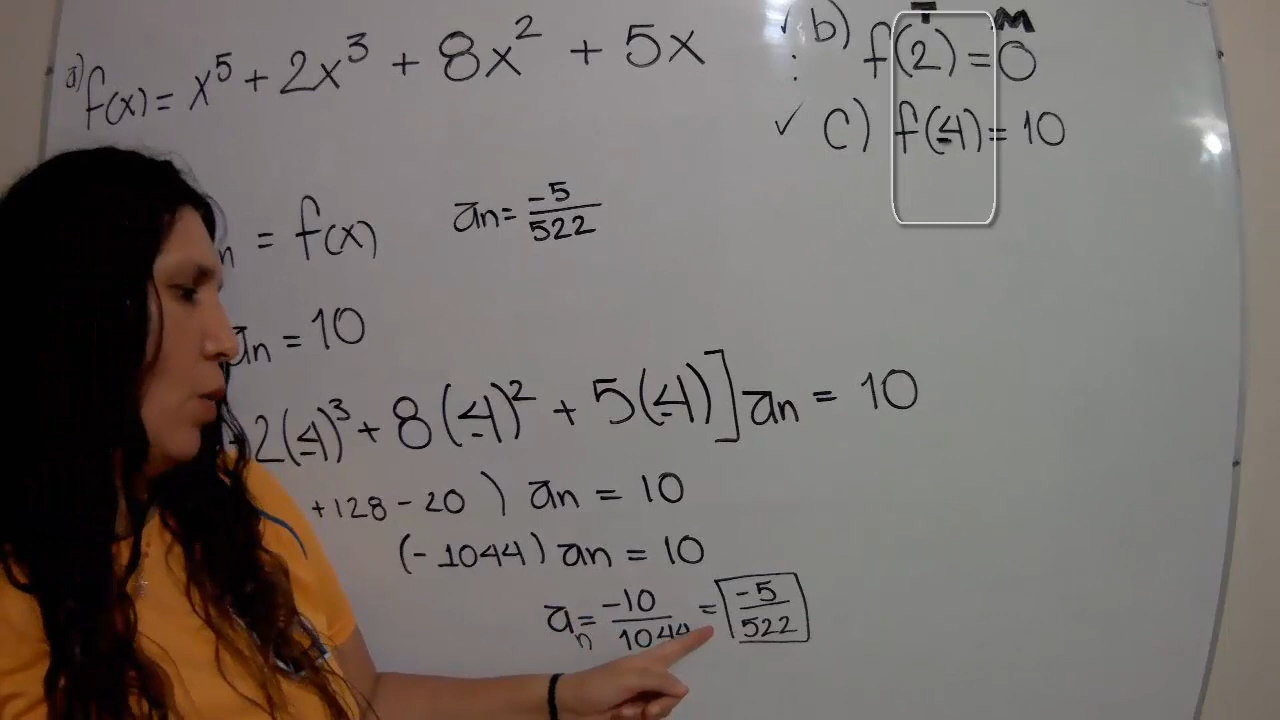 a) f(x) = x⁵ + 2x³ + 8x² + 5x
T M
✓ b) f(2) = 0
✓ c) f(-4) = 10
n = f(x)
an = -5/522
an = 10
2(-4)³ + 8(-4)² + 5(-4)] an = 10
+128 - 20) an = 10
(-1044) an = 10
an = -10/1044 = -5/522